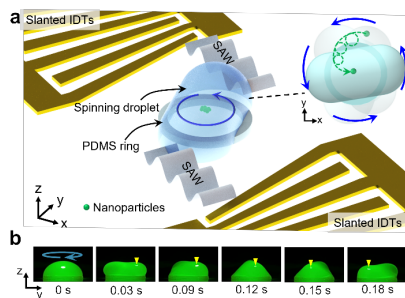 a
Slanted IDTs
SAW
Spinning droplet
PDMS ring
SAW
y
x
z
y
x
Nanoparticles
Slanted IDTs
b
z
y
0 s
0.03 s
0.09 s
0.12 s
0.15 s
0.18 s